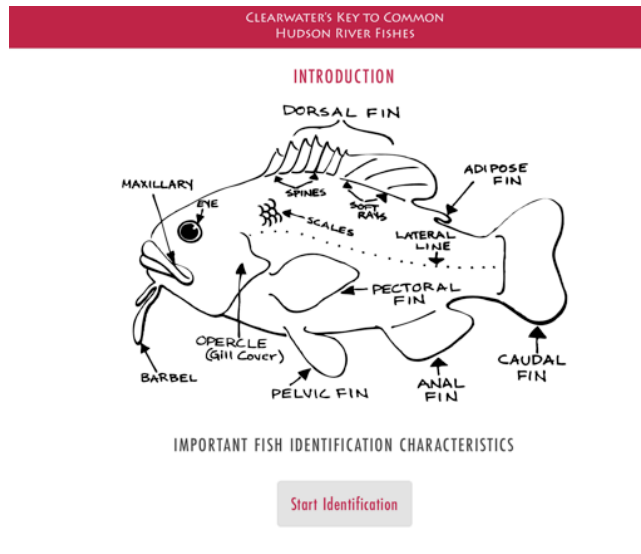 CLEARWATER'S KEY TO COMMON
HUDSON RIVER FISHES
INTRODUCTION
DORSAL FIN
ADIPOSE
FIN
MAXILLARY
EYE
SPINES
SOFT
RAYS
SCALES
LATERAL
LINE
PECTORAL
FIN
OPERCLE
(Gill Cover)
BARBEL
PELVIC FIN
ANAL
FIN
CAUDAL
FIN
IMPORTANT FISH IDENTIFICATION CHARACTERISTICS
Start Identification